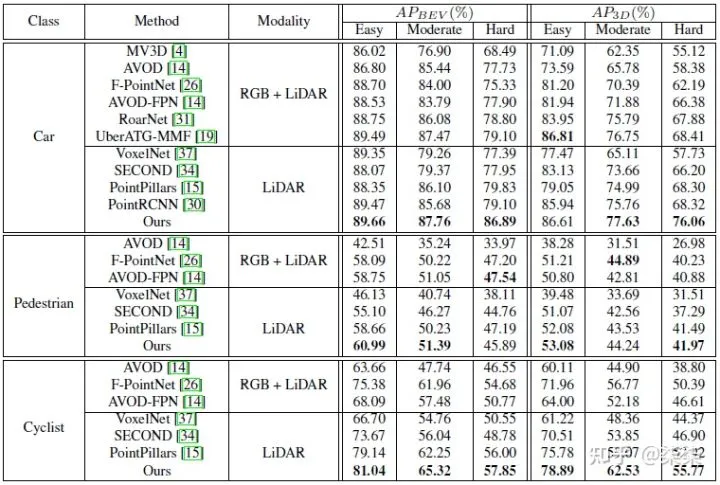 Class Method Modality AP_BEV(%) AP_3D(%)
Easy Moderate Hard Easy Moderate Hard
MV3D [4] 86.02 76.90 68.49 71.09 62.35 55.12
AVOD [14] 86.80 85.44 77.73 73.59 65.78 58.38
F-PointNet [26] 88.70 84.00 75.33 81.20 70.39 62.19
RGB + LiDAR
AVOD-FPN [14] 88.53 83.79 77.90 81.94 71.88 66.38
RoarNet [31] 88.75 86.08 78.80 83.95 75.79 67.88
UberATG-MMF [19] 89.49 87.47 79.10 86.81 76.75 68.41
Car
VoxelNet [37] 89.35 79.26 77.39 77.47 65.11 57.73
SECOND [34] 88.07 79.37 77.95 83.13 73.66 66.20
PointPillars [15] LiDAR 88.35 86.10 79.83 79.05 74.99 68.30
PointRCNN [30] 89.47 85.68 79.10 85.94 75.76 68.32
Ours 89.66 87.76 86.89 86.61 77.63 76.06
AVOD [14] 42.51 35.24 33.97 38.28 31.51 26.98
F-PointNet [26] RGB + LiDAR 58.09 50.22 47.20 51.21 44.89 40.23
AVOD-FPN [14] 58.75 51.05 47.54 50.80 42.81 40.88
Pedestrian VoxelNet [37] 46.13 40.74 38.11 39.48 33.69 31.51
SECOND [34] 55.10 46.27 44.76 51.07 42.56 37.29
PointPillars [15] LiDAR 58.66 50.23 47.19 52.08 43.53 41.49
Ours 60.99 51.39 45.89 53.08 44.24 41.97
AVOD [14] 63.66 47.74 46.55 60.11 44.90 38.80
F-PointNet [26] RGB + LiDAR 75.38 61.96 54.68 71.96 56.77 50.39
AVOD-FPN [14] 68.09 57.48 50.77 64.00 52.18 46.61
Cyclist VoxelNet [37] 66.70 54.76 50.55 61.22 48.36 44.37
SECOND [34] 73.67 56.04 48.78 70.51 53.85 46.90
PointPillars [15] LiDAR 79.14 62.25 56.00 75.78
Ours 81.04 65.32 57.85 78.89 62.53 55.77
知乎